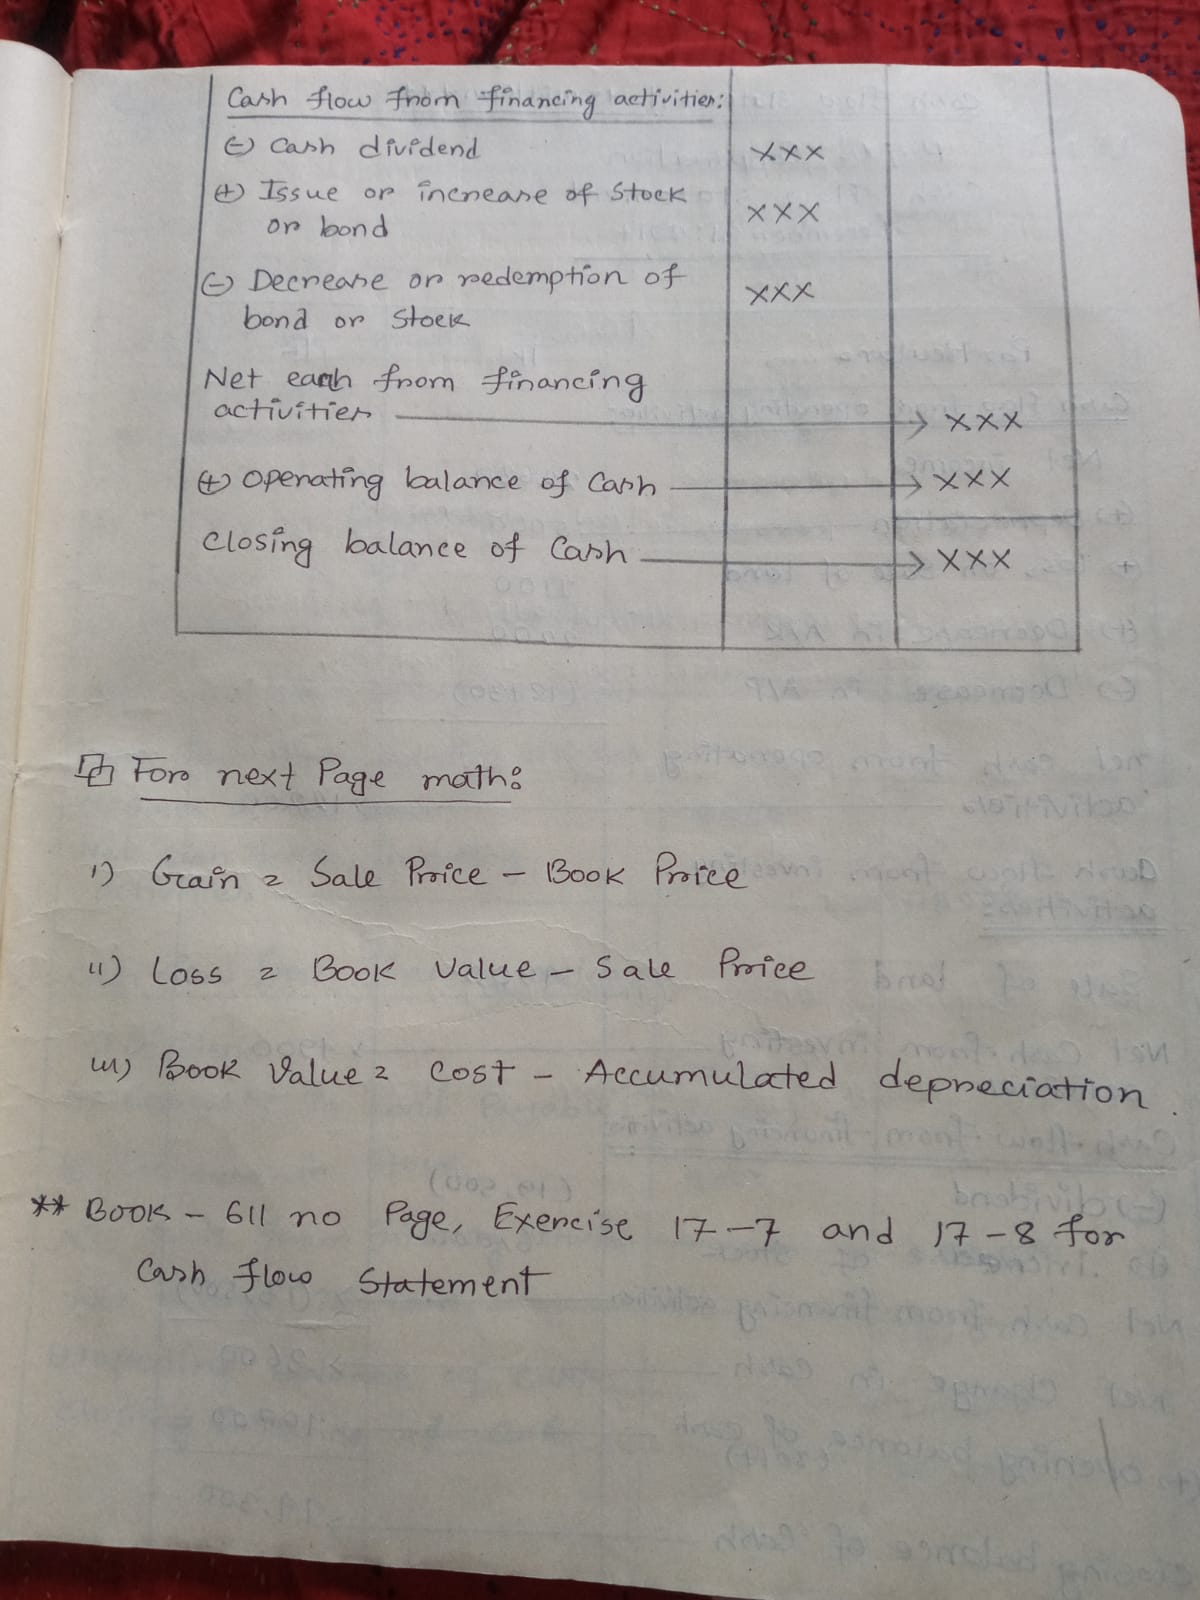 Cash flow from financing activities:
(-) Cash dividend xxx
(+) Issue or increase of Stock xxx
or bond
(-) Decrease or redemption of xxx
bond or Stock
Net cash from financing
activities → xxx
(+) Operating balance of Cash → xxx
Closing balance of Cash → xxx
For next Page math:
i) Gain = Sale Price - Book Price
ii) Loss = Book Value - Sale Price
iii) Book Value = Cost - Accumulated depreciation.
** Book - 611 no Page, Exercise 17-7 and 17-8 for
Cash flow Statement